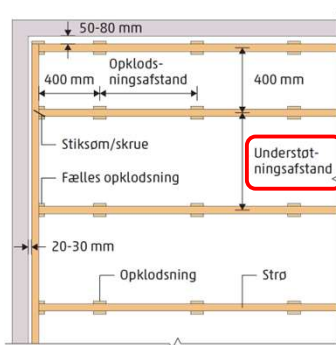 50-80 mm
Opklods-
ningsafstand
400 mm
400 mm
Stiksøm/skrue
Understøt-
ningsafstand
Fælles opklodsning
20-30 mm
Opklodsning
Strø